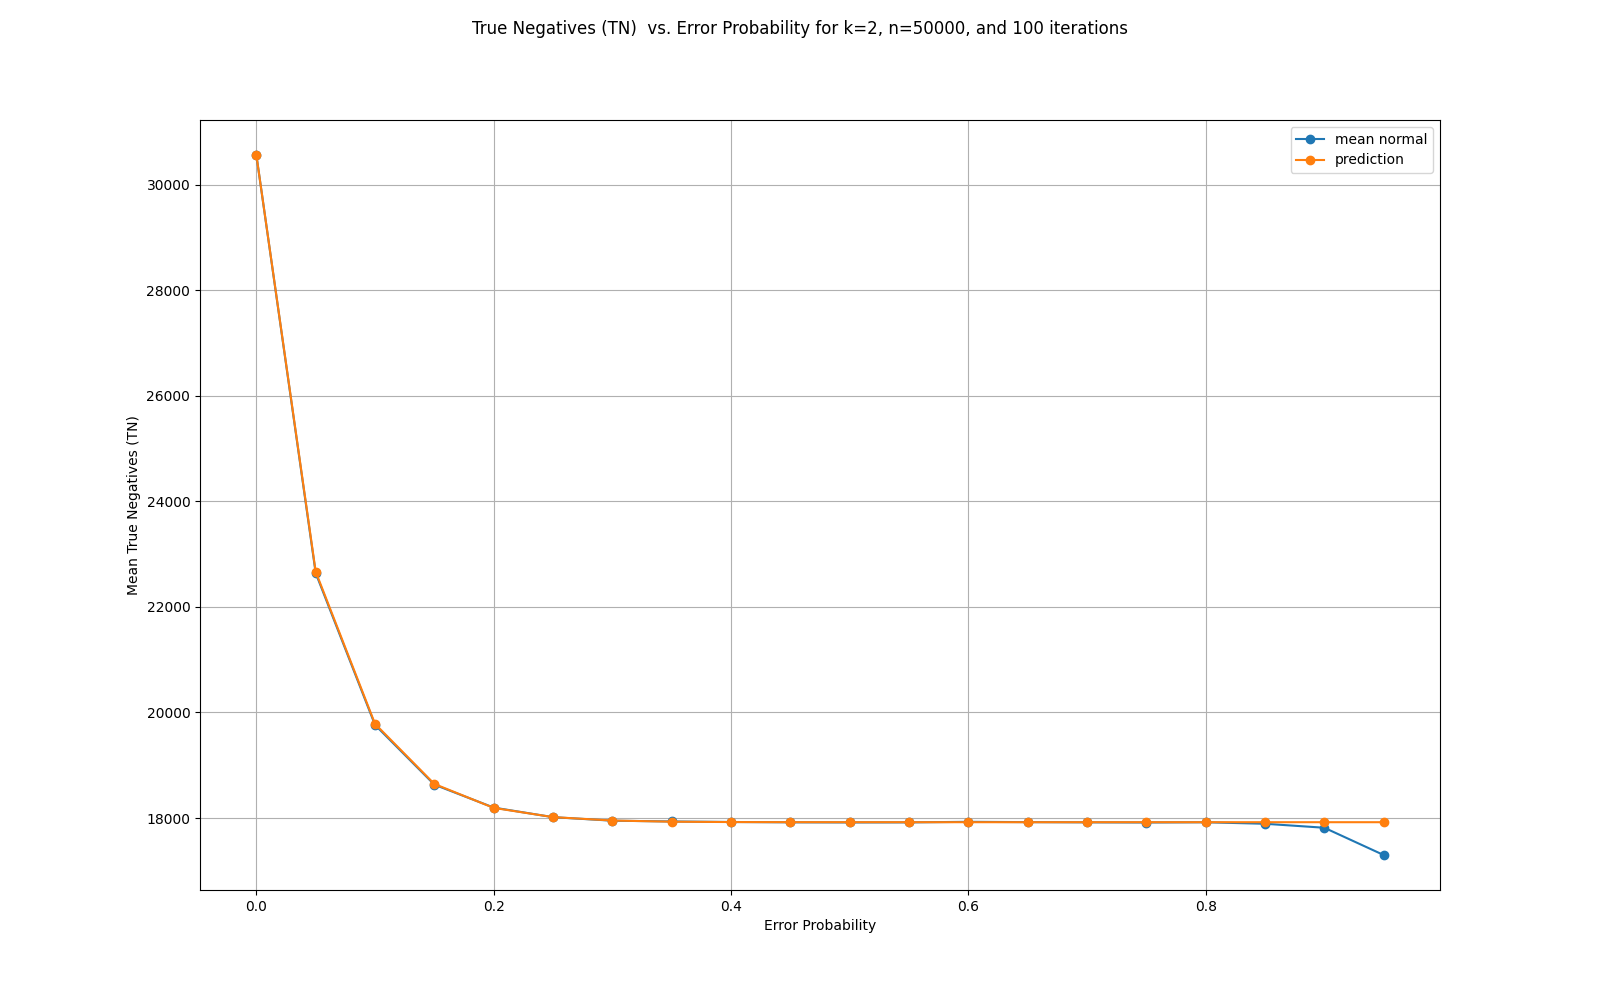 True Negatives (TN)  vs. Error Probability for k=2, n=50000, and 100 iterations
mean normal
prediction
30000
28000
26000
24000
22000
20000
18000
Mean True Negatives (TN)
0.0 0.2 0.4 0.6 0.8
Error Probability